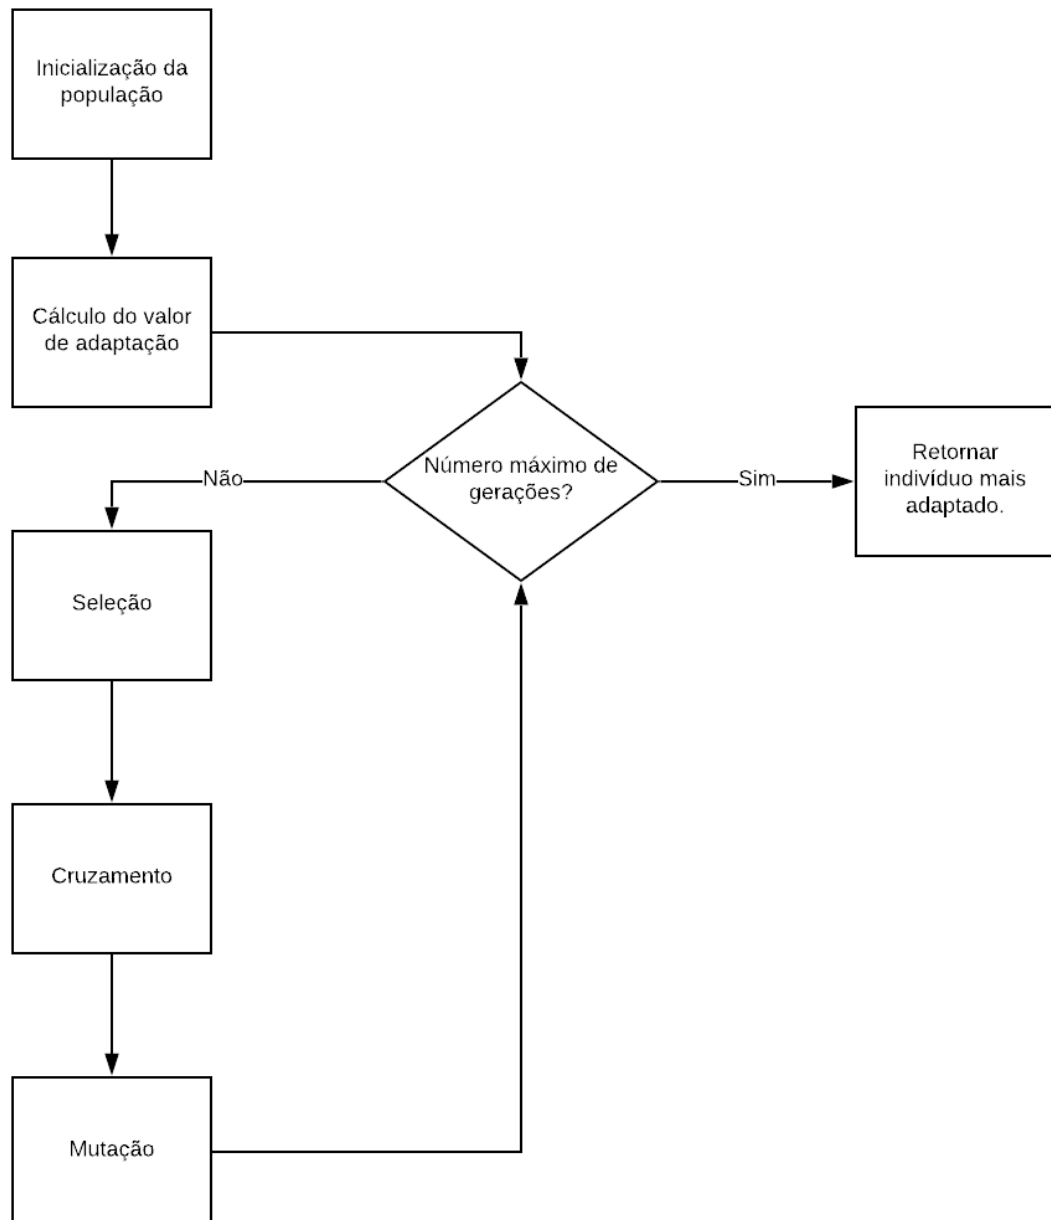 Inicialização da
população
Cálculo do valor
de adaptação
Número máximo de
gerações?
Não
Sim
Retornar
indivíduo mais
adaptado.
Seleção
Cruzamento
Mutação